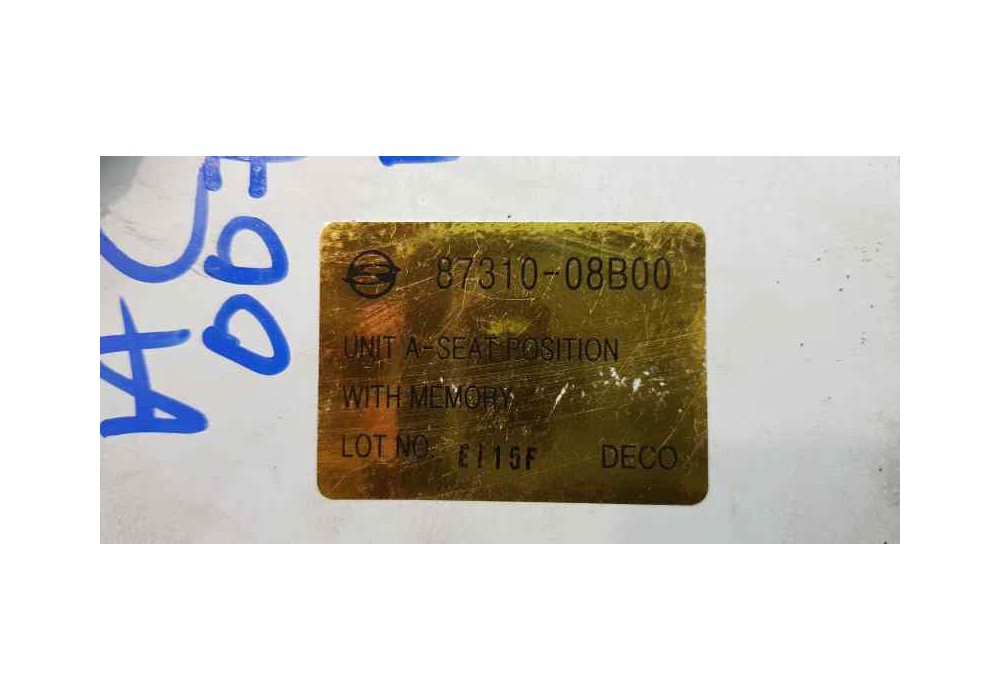 87310-08B00
UNIT A-SEAT POSITION
WITH MEMORY
LOT NO: E115F
DECO